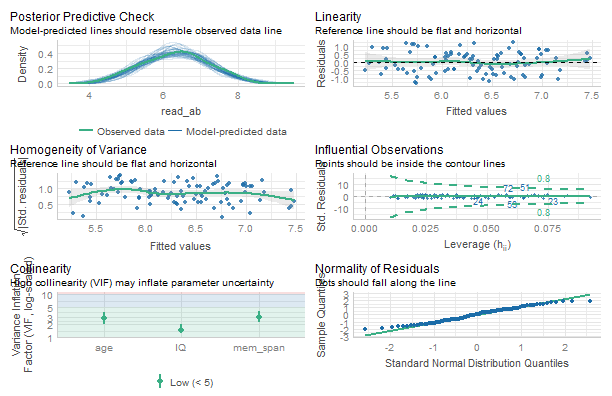 Posterior Predictive Check
Model-predicted lines should resemble observed data line
Density
0.4
0.2
0.0
4
6
8
read_ab
Observed data
Model-predicted data
Linearity
Reference line should be flat and horizontal
Residuals
1.0
0.5
0.0
-0.5
-1.0
5.5
6.0
6.5
7.0
7.5
Fitted values
Homogeneity of Variance
Reference line should be flat and horizontal
√|Std. residuals|
1.0
0.5
5.5
6.0
6.5
7.0
7.5
Fitted values
Influential Observations
Points should be inside the contour lines
Std. Residuals
10
0
-10
0.8
72
51
24
56
23
0.8
0.000
0.025
0.050
0.075
Leverage (hii)
Collinearity
High collinearity (VIF) may inflate parameter uncertainty
Variance Inflation
Factor (VIF, log-scaled)
10
5
3
2
1
age
IQ
mem_span
Low (< 5)
Normality of Residuals
Dots should fall along the line
Sample Quantiles
3
2
1
0
-1
-2
-3
-2
-1
0
1
2
Standard Normal Distribution Quantiles